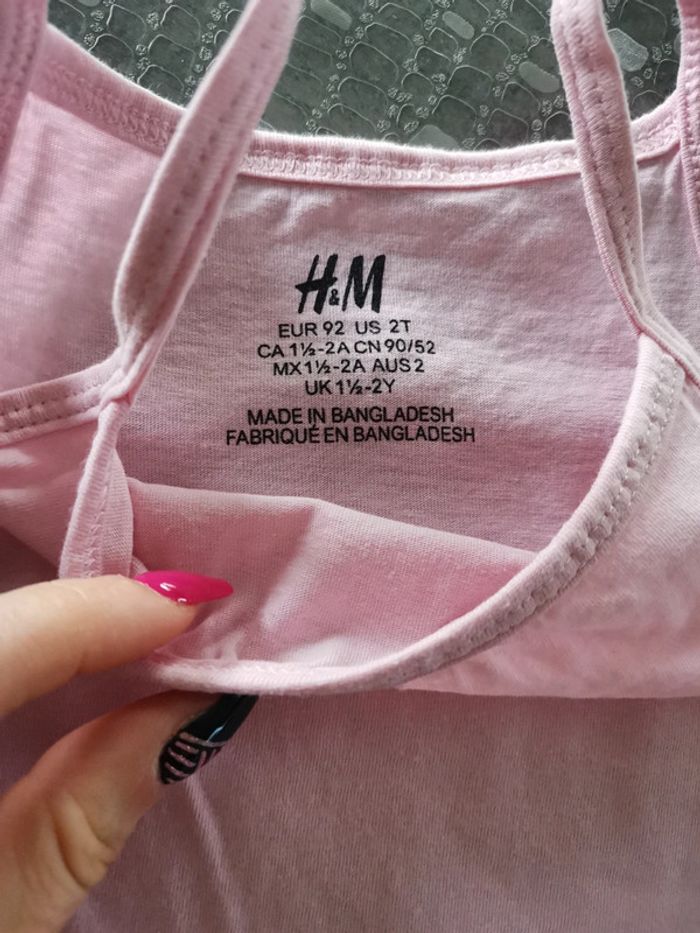 H&M
EUR 92 US 2T
CA 1½-2A CN 90/52
MX 1½-2A AUS 2
UK 1½-2Y
MADE IN BANGLADESH
FABRIQUÉ EN BANGLADESH